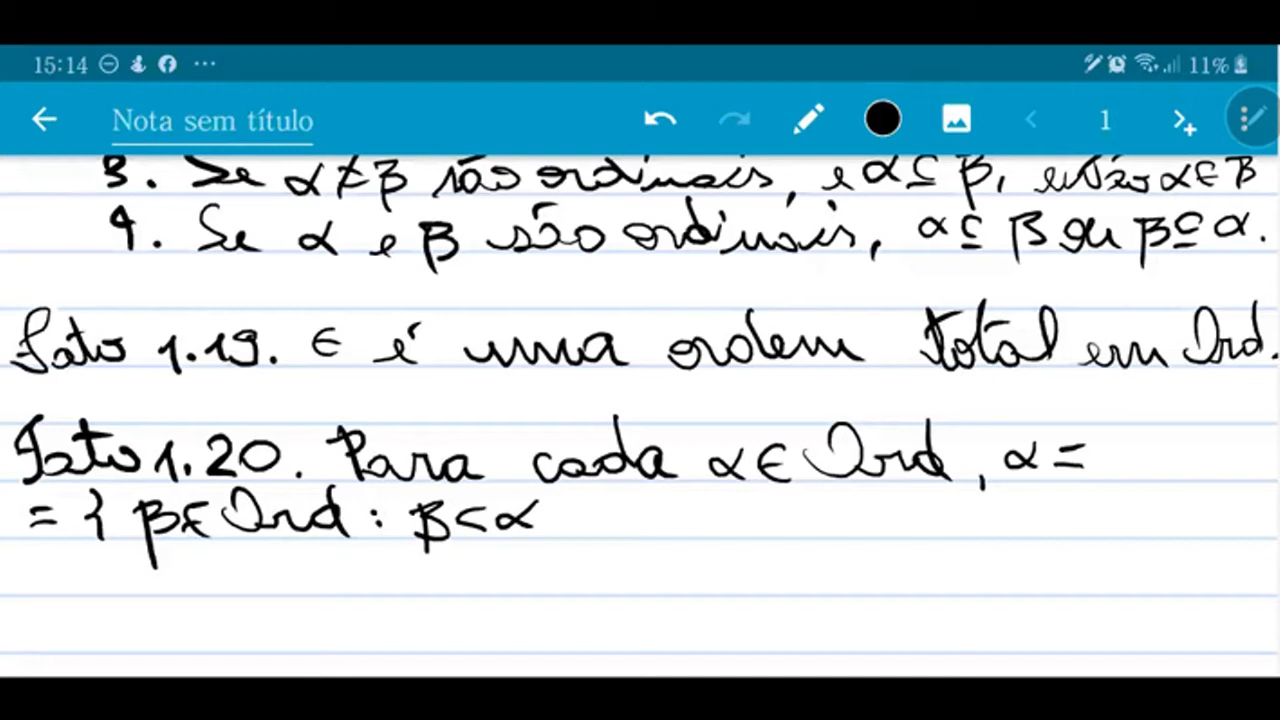 15:14 ... 11%
Nota sem título 1
3. Se α ≠ β são ordinais, e α ⊆ β, então α ∈ β
4. Se α e β são ordinais, α ⊆ β ou β ⊆ α.
Fato 1.19. ∈ é uma ordem total em Ord.
Fato 1.20. Para cada α ∈ Ord, α =
= { β ∈ Ord : β < α